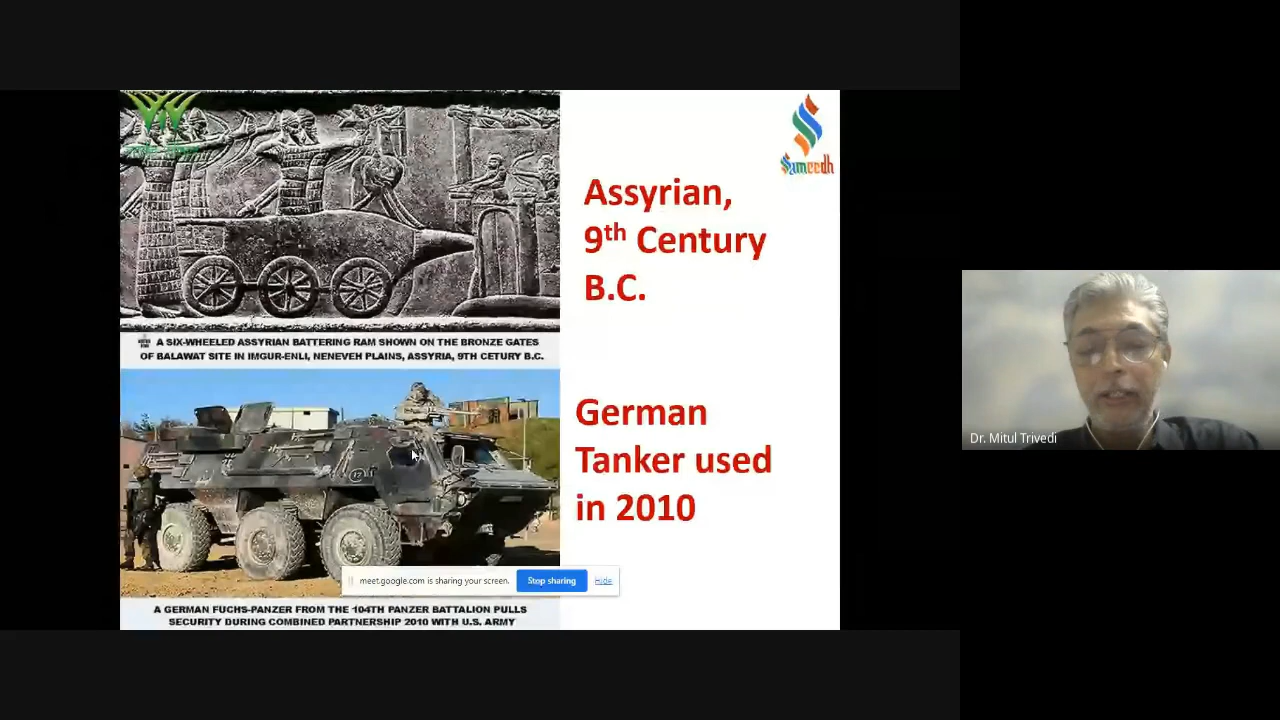 Sameedh
Assyrian,
9th Century
B.C.
A SIX-WHEELED ASSYRIAN BATTERING RAM SHOWN ON THE BRONZE GATES
OF BALAWAT SITE IN IMGUR-ENLI, NENEVEH PLAINS, ASSYRIA, 9TH CETURY B.C.
German
Tanker used
in 2010
meet.google.com is sharing your screen.
Stop sharing
Hide
A GERMAN FUCHS-PANZER FROM THE 104TH PANZER BATTALION PULLS
SECURITY DURING COMBINED PARTNERSHIP 2010 WITH U.S. ARMY
Dr. Mitul Trivedi